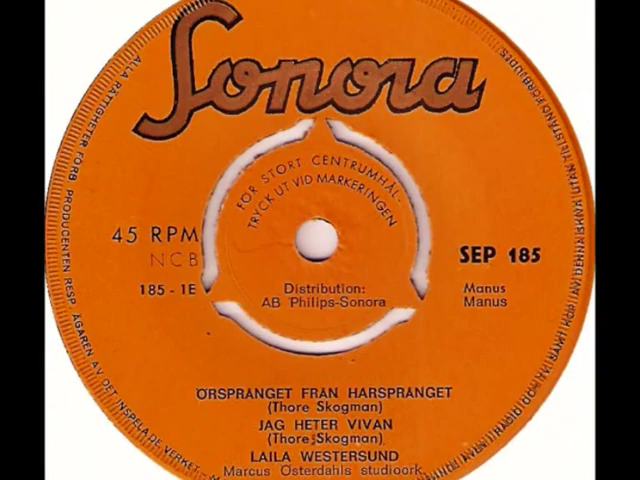 Sonora
ALLA RÄTTIGHETER FÖRB. PRODUCENTEN RESP. ÄGAREN AV DET INSPELADE VERKET
FÖR STORT CENTRUMHÅL-
TRYCK UT VID MARKERINGEN
45 RPM
NCB
185 - 1E
SEP 185
Manus
Manus
Distribution:
AB Philips-Sonora
ÖRSPRÅNGET FRÅN HARSPRÅNGET
(Thore Skogman)
JAG HETER VIVAN
(Thore Skogman)
LAILA WESTERSUND
Marcus Österdahls studioork.